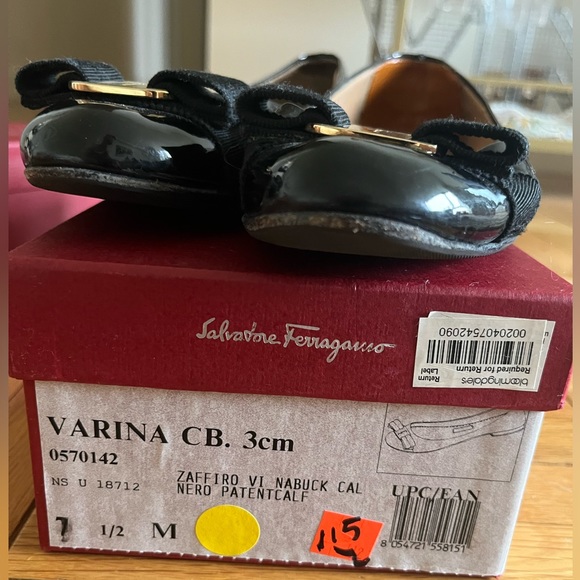 Salvatore Ferragamo
0020407542090
bloomingdales
Required for Return
Return
Label
VARINA CB. 3cm
0570142
NS U 18712
ZAFFIRO VI NABUCK CAL
NERO PATENTCALF
UPC/EAN
8 054721 558151
7 1/2 M
115